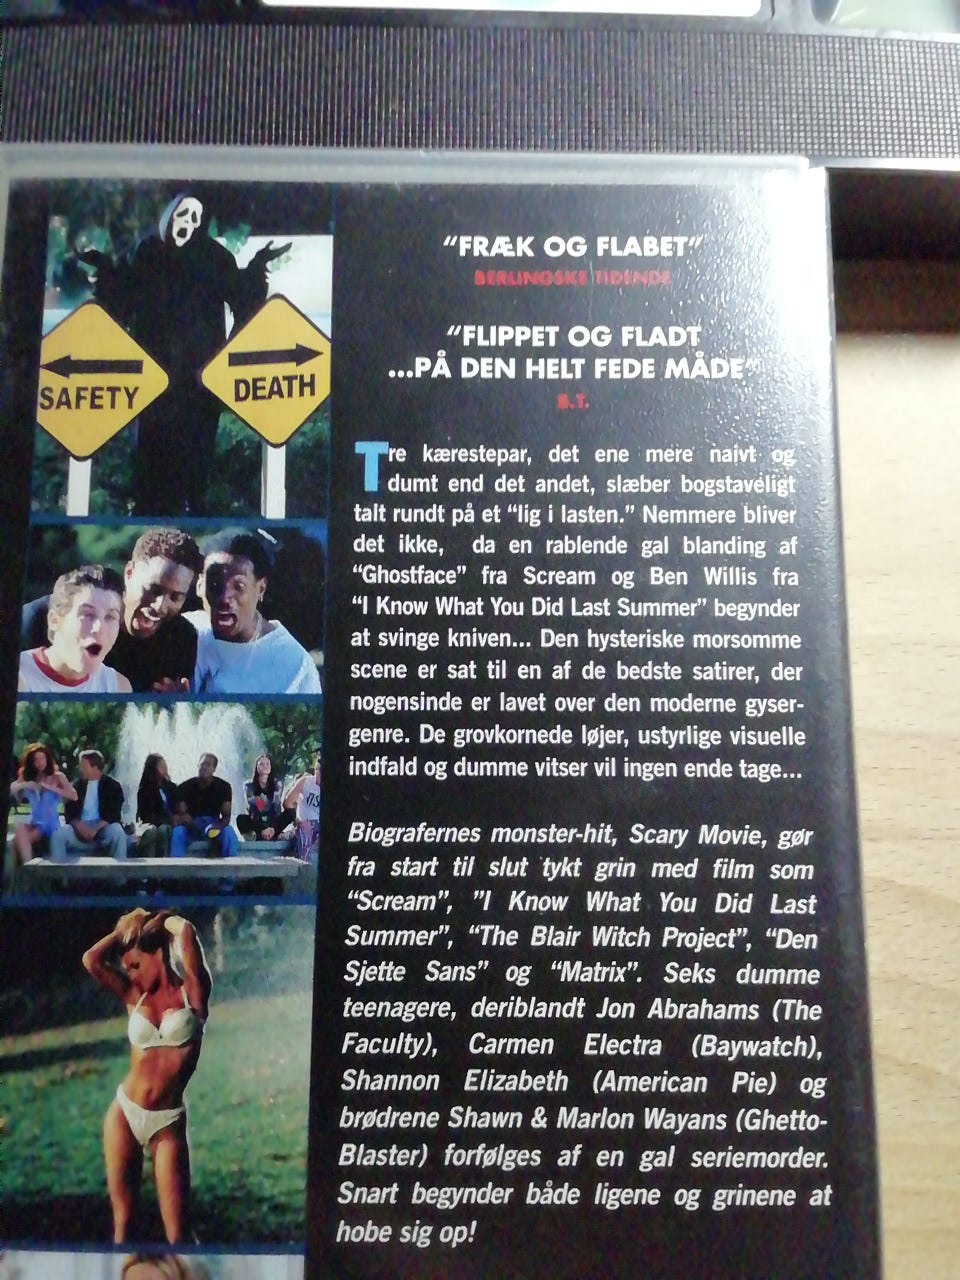 SAFETY
DEATH
"FRÆK OG FLABET"
BERLINGSKE TIDENDE
"FLIPPET OG FLADT
...PÅ DEN HELT FEDE MÅDE"
B.T.
Tre kærestepar, det ene mere naivt og
dumt end det andet, slæber bogstaveligt
talt rundt på et "lig i lasten." Nemmere bliver
det ikke, da en rablende gal blanding af
"Ghostface" fra Scream og Ben Willis fra
"I Know What You Did Last Summer" begynder
at svinge kniven... Den hysteriske morsomme
scene er sat til en af de bedste satirer, der
nogensinde er lavet over den moderne gyser-
genre. De grovkornede løjer, ustyrlige visuelle
indfald og dumme vitser vil ingen ende tage...
Biografernes monster-hit, Scary Movie, gør
fra start til slut tykt grin med film som
"Scream", "I Know What You Did Last
Summer", "The Blair Witch Project", "Den
Sjette Sans" og "Matrix". Seks dumme
teenagere, deriblandt Jon Abrahams (The
Faculty), Carmen Electra (Baywatch),
Shannon Elizabeth (American Pie) og
brødrene Shawn & Marlon Wayans (Ghetto-
Blaster) forfølges af en gal seriemorder.
Snart begynder både ligene og grinene at
hobe sig op!